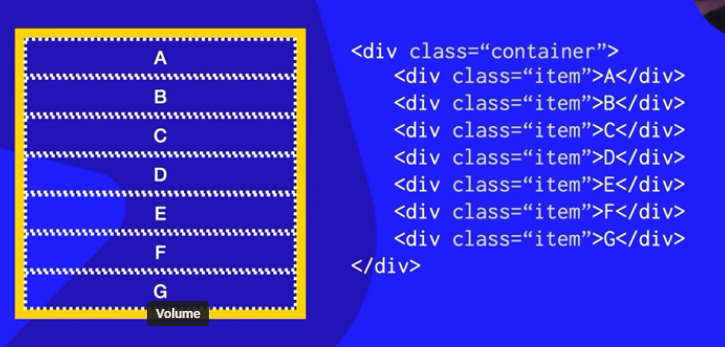 A
B
C
D
E
F
G
Volume
<div class=“container”>
<div class=“item”>A</div>
<div class=“item”>B</div>
<div class=“item”>C</div>
<div class=“item”>D</div>
<div class=“item”>E</div>
<div class=“item”>F</div>
<div class=“item”>G</div>
</div>